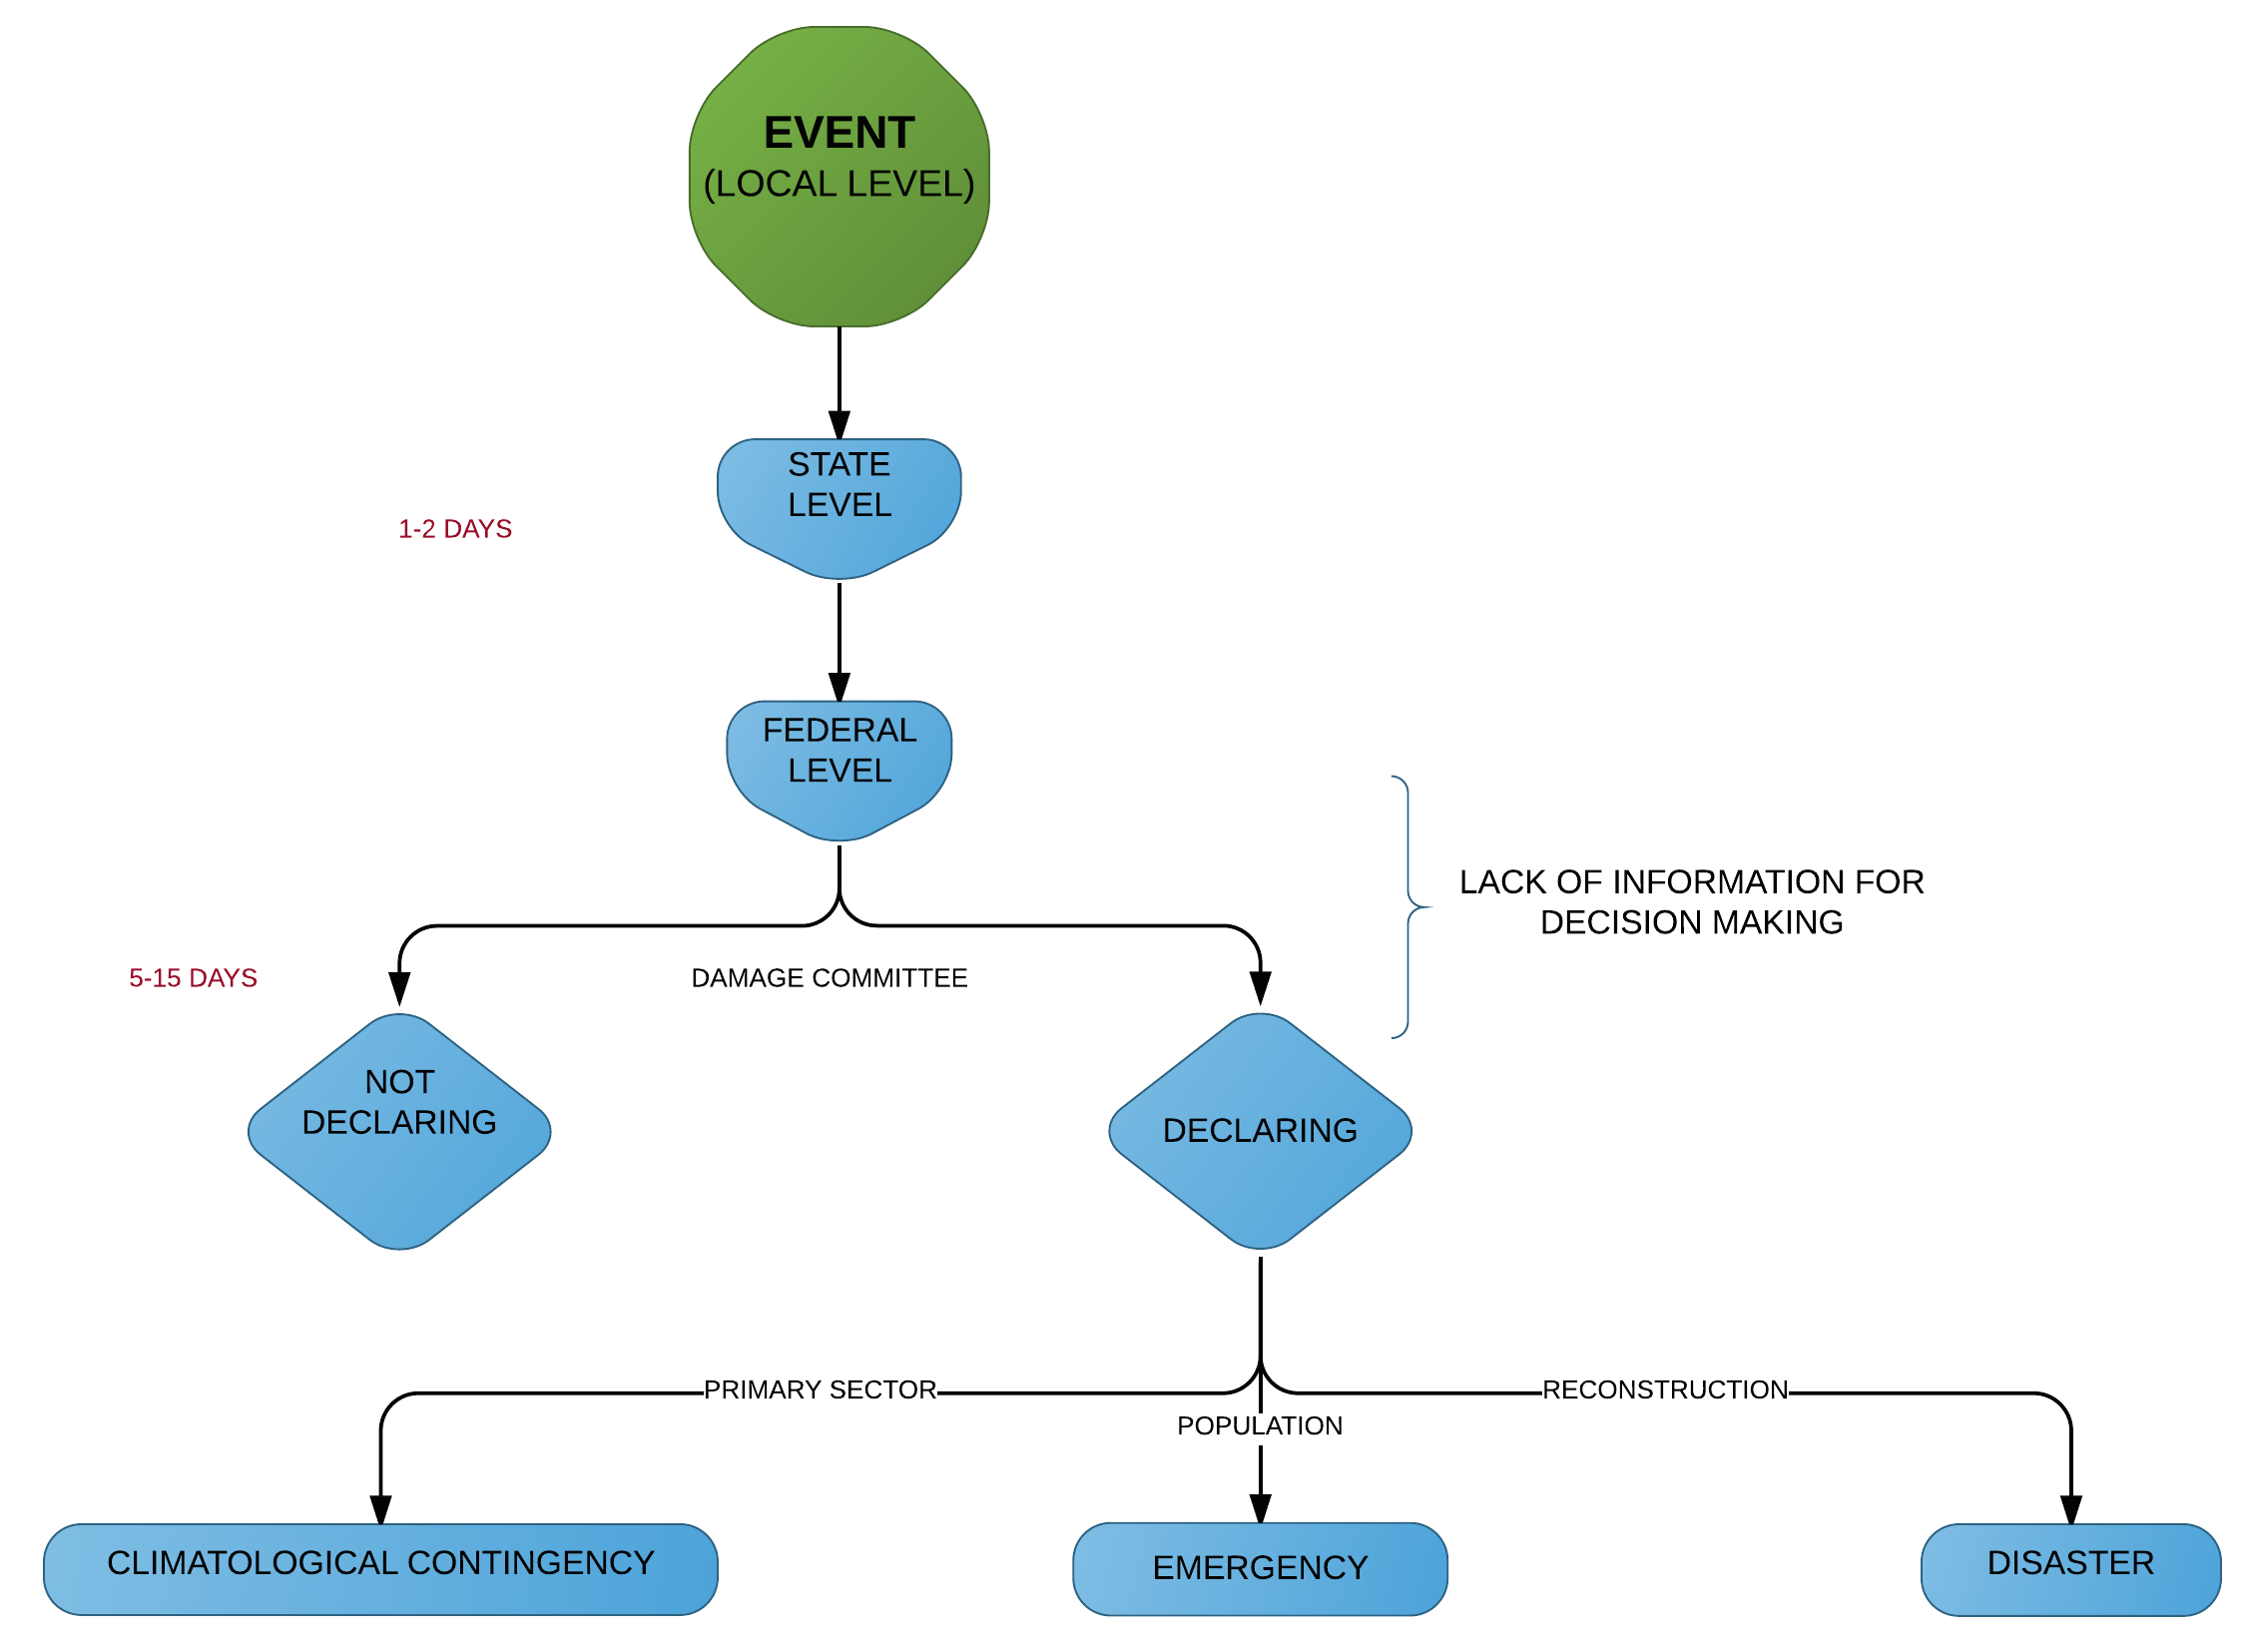 EVENT
(LOCAL LEVEL)
STATE
LEVEL
1-2 DAYS
FEDERAL
LEVEL
LACK OF INFORMATION FOR
DECISION MAKING
5-15 DAYS
DAMAGE COMMITTEE
NOT
DECLARING
DECLARING
PRIMARY SECTOR
RECONSTRUCTION
POPULATION
CLIMATOLOGICAL CONTINGENCY
EMERGENCY
DISASTER